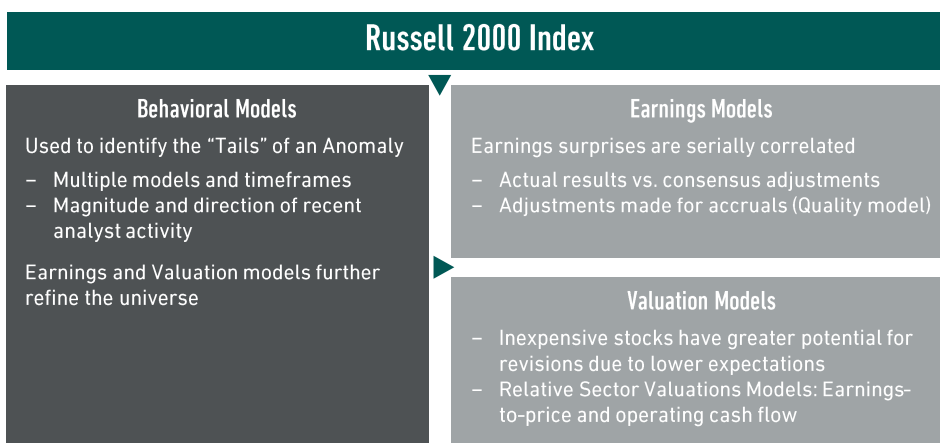 Russell 2000 Index
Behavioral Models
Used to identify the “Tails” of an Anomaly
– Multiple models and timeframes
– Magnitude and direction of recent
analyst activity
Earnings and Valuation models further
refine the universe
Earnings Models
Earnings surprises are serially correlated
– Actual results vs. consensus adjustments
– Adjustments made for accruals (Quality model)
Valuation Models
– Inexpensive stocks have greater potential for
revisions due to lower expectations
– Relative Sector Valuations Models: Earnings-
to-price and operating cash flow